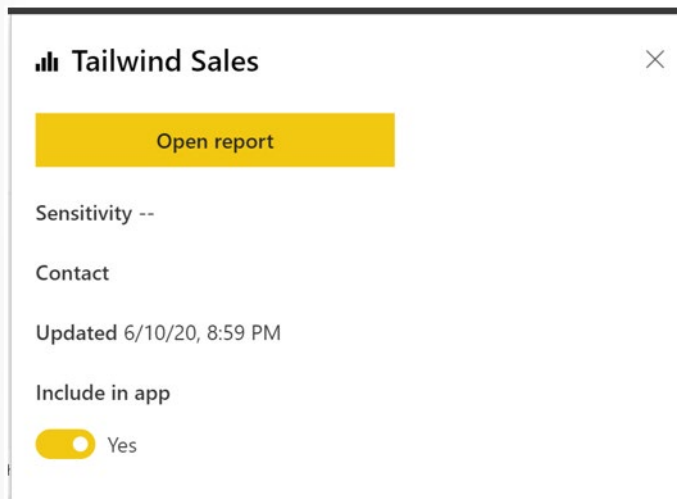 Tailwind Sales
Open report
Sensitivity --
Contact
Updated 6/10/20, 8:59 PM
Include in app
Yes